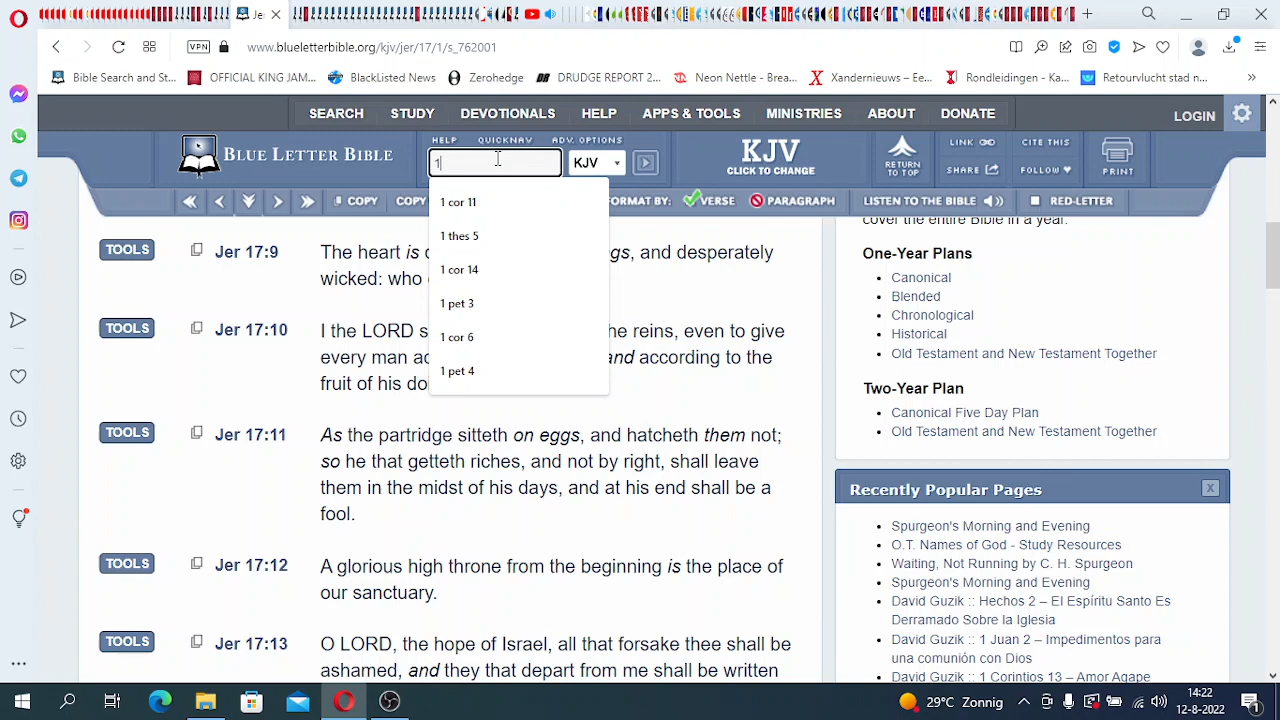 Je
VPN
www.blueletterbible.org/kjv/jer/17/1/s_762001
Bible Search and St...
OFFICIAL KING JAM...
BlackListed News
Zerohedge
DRUDGE REPORT 2...
Neon Nettle - Brea...
Xandernieuws – Ee...
Rondleidingen - Ka...
Retourvlucht stad n...
SEARCH
STUDY
DEVOTIONALS
HELP
APPS & TOOLS
MINISTRIES
ABOUT
DONATE
LOGIN
BLUE LETTER BIBLE
HELP
QUICKNAV
ADV. OPTIONS
1
KJV
KJV
CLICK TO CHANGE
RETURN
TO TOP
LINK
SHARE
CITE THIS
FOLLOW
PRINT
COPY
COPY
FORMAT BY:
VERSE
PARAGRAPH
LISTEN TO THE BIBLE
RED-LETTER
1 cor 11
1 thes 5
1 cor 14
1 pet 3
1 cor 6
1 pet 4
TOOLS
Jer 17:9
The heart is gs, and desperately
wicked: who
TOOLS
Jer 17:10
I the LORD s he reins, even to give
every man ac and according to the
fruit of his do
TOOLS
Jer 17:11
As the partridge sitteth on eggs, and hatcheth them not;
so he that getteth riches, and not by right, shall leave
them in the midst of his days, and at his end shall be a
fool.
TOOLS
Jer 17:12
A glorious high throne from the beginning is the place of
our sanctuary.
TOOLS
Jer 17:13
O LORD, the hope of Israel, all that forsake thee shall be
ashamed, and they that depart from me shall be written
cover the entire Bible in a year.
One-Year Plans
Canonical
Blended
Chronological
Historical
Old Testament and New Testament Together
Two-Year Plan
Canonical Five Day Plan
Old Testament and New Testament Together
Recently Popular Pages
X
Spurgeon's Morning and Evening
O.T. Names of God - Study Resources
Waiting, Not Running by C. H. Spurgeon
Spurgeon's Morning and Evening
David Guzik :: Hechos 2 – El Espíritu Santo Es
Derramado Sobre la Iglesia
David Guzik :: 1 Juan 2 – Impedimentos para
una comunión con Dios
David Guzik :: 1 Corintios 13 – Amor Agape
29°C Zonnig
14:22
12-8-2022
1